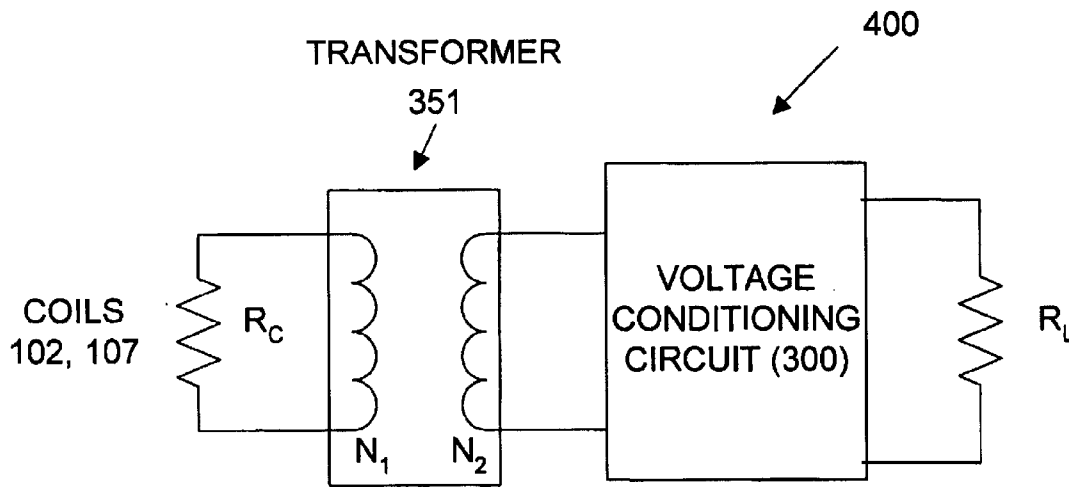 400
TRANSFORMER
351
COILS
102, 107
R_C
N_1
N_2
VOLTAGE
CONDITIONING
CIRCUIT (300)
R_L